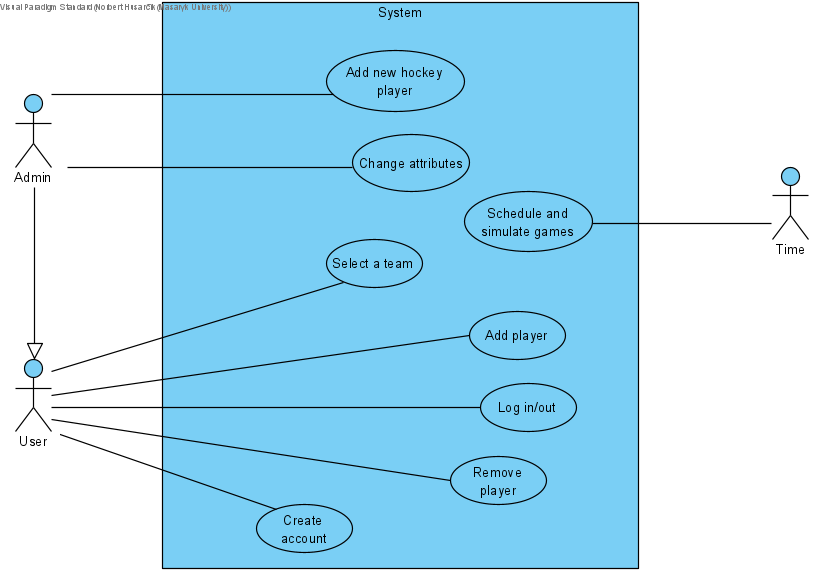 Visual Paradigm Standard (Norbert Husarčík (Masaryk University))
System
Add new hockey
player
Admin
Change attributes
Schedule and
simulate games
Time
Select a team
Add player
Log in/out
User
Remove
player
Create
account